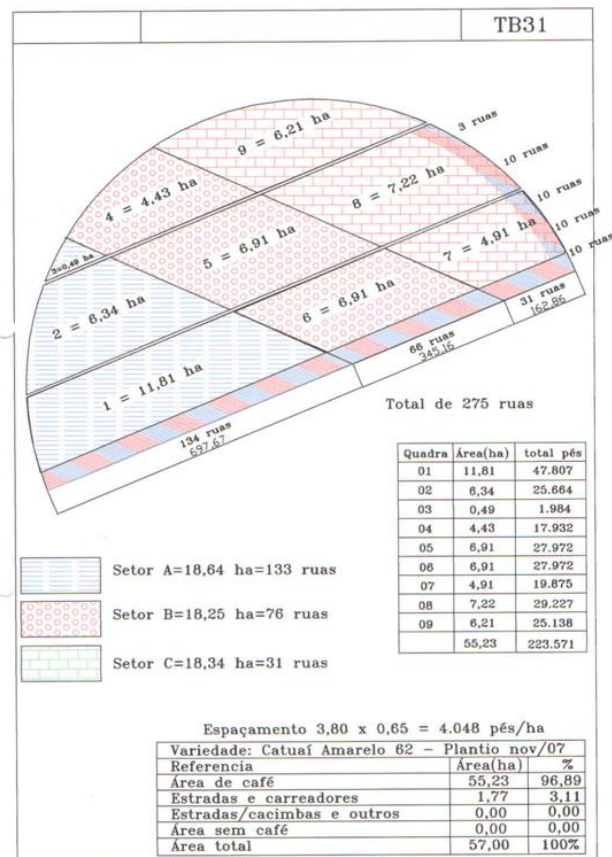 TB31
3 ruas
9 = 6,21 ha
10 ruas
4 = 4,43 ha
8 = 7,22 ha
10 ruas
3=0,49 ha
5 = 6,91 ha
10 ruas
7 = 4,91 ha
10 ruas
2 = 6,34 ha
6 = 6,91 ha
31 ruas
162,86
1 = 11,81 ha
66 ruas
345,16
134 ruas
697,67
Total de 275 ruas
Quadra Área(ha) total pés
01 11,81 47.807
02 6,34 25.664
03 0,49 1.984
04 4,43 17.932
05 6,91 27.972
06 6,91 27.972
07 4,91 19.875
08 7,22 29.227
09 6,21 25.138
55,23 223.571
Setor A=18,64 ha=133 ruas
Setor B=18,25 ha=76 ruas
Setor C=18,34 ha=31 ruas
Espaçamento 3,80 x 0,65 = 4.048 pés/ha
Variedade: Catuaí Amarelo 62 - Plantio nov/07
Referencia Área(ha) %
Área de café 55,23 96,89
Estradas e carreadores 1,77 3,11
Estradas/cacimbas e outros 0,00 0,00
Área sem café 0,00 0,00
Área total 57,00 100%